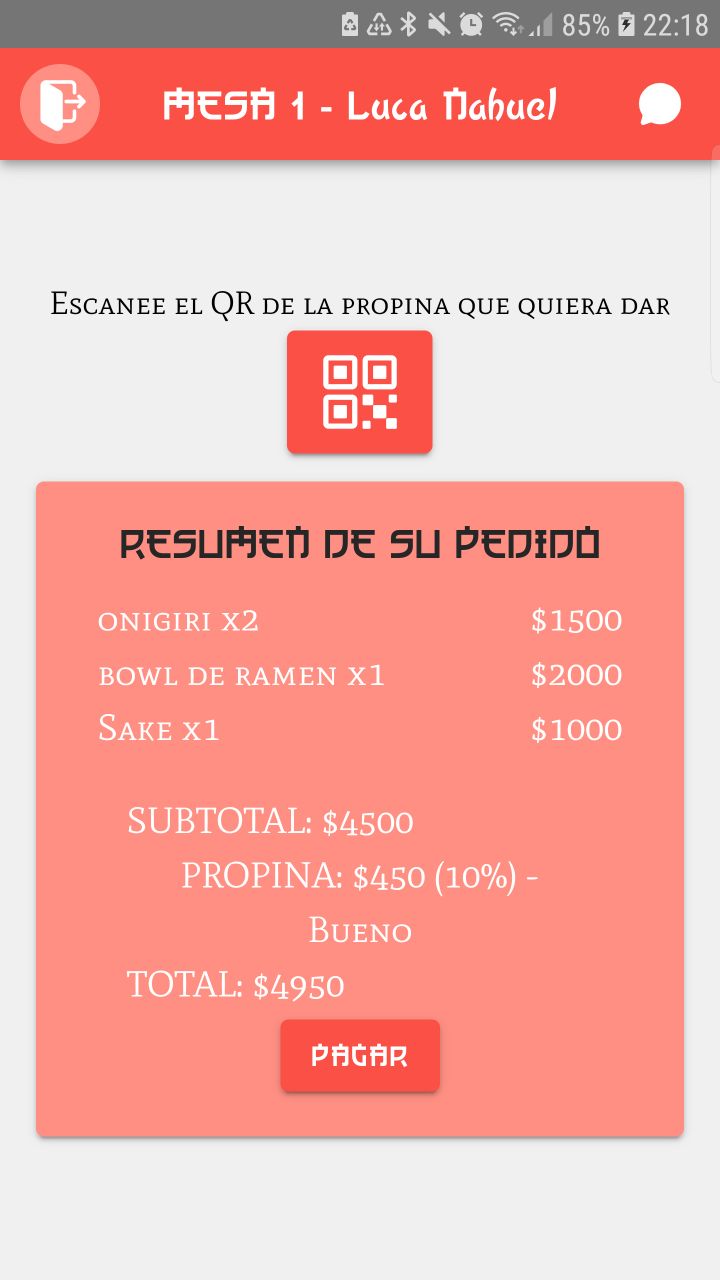 85% 22:18
MESA 1 - Luca Nahuel
Escanee el QR de la propina que quiera dar
RESUMEN DE SU PEDIDO
onigiri x2 $1500
bowl de ramen x1 $2000
Sake x1 $1000
SUBTOTAL: $4500
PROPINA: $450 (10%) -
Bueno
TOTAL: $4950
PAGAR